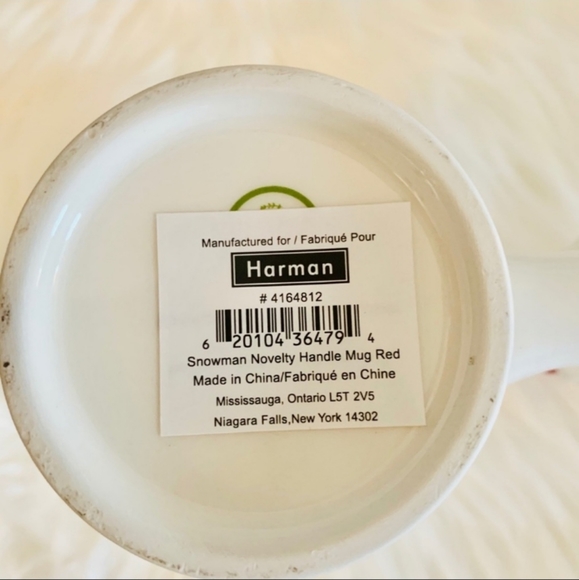 Manufactured for / Fabriqué Pour
Harman
# 4164812
6 20104 36479 4
Snowman Novelty Handle Mug Red
Made in China/Fabriqué en Chine
Mississauga, Ontario L5T 2V5
Niagara Falls,New York 14302